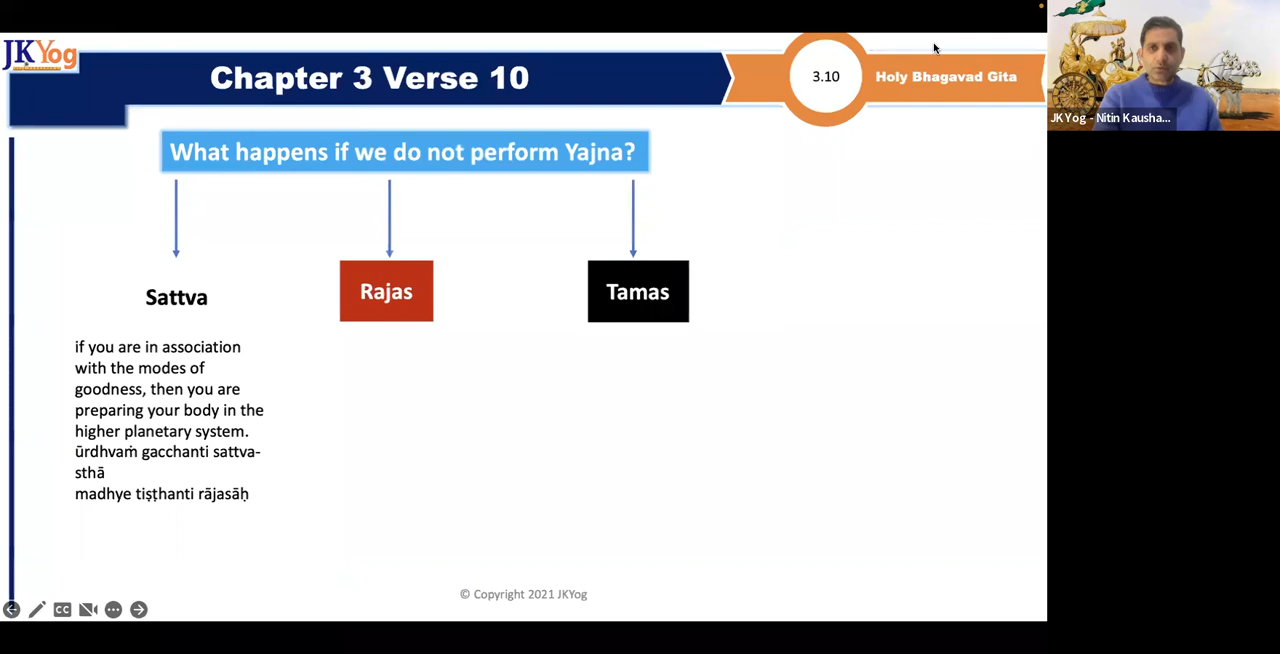 JKYog
Chapter 3 Verse 10
3.10
Holy Bhagavad Gita
JKYog - Nitin Kausha...
What happens if we do not perform Yajna?
Sattva
Rajas
Tamas
if you are in association
with the modes of
goodness, then you are
preparing your body in the
higher planetary system.
ūrdhvaṁ gacchanti sattva-
sthā
madhye tiṣṭhanti rājasāḥ
© Copyright 2021 JKYog
CC